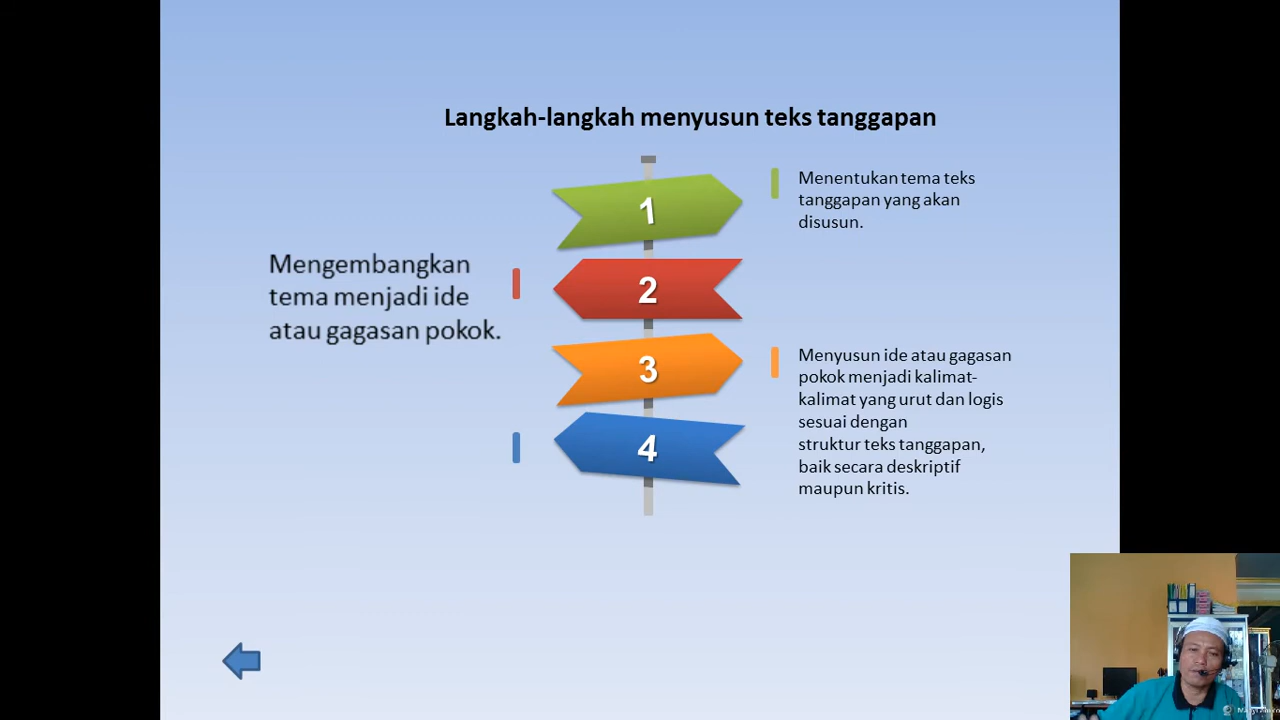 Langkah-langkah menyusun teks tanggapan
1
Menentukan tema teks
tanggapan yang akan
disusun.
2
Mengembangkan
tema menjadi ide
atau gagasan pokok.
3
Menyusun ide atau gagasan
pokok menjadi kalimat-
kalimat yang urut dan logis
sesuai dengan
struktur teks tanggapan,
baik secara deskriptif
maupun kritis.
4